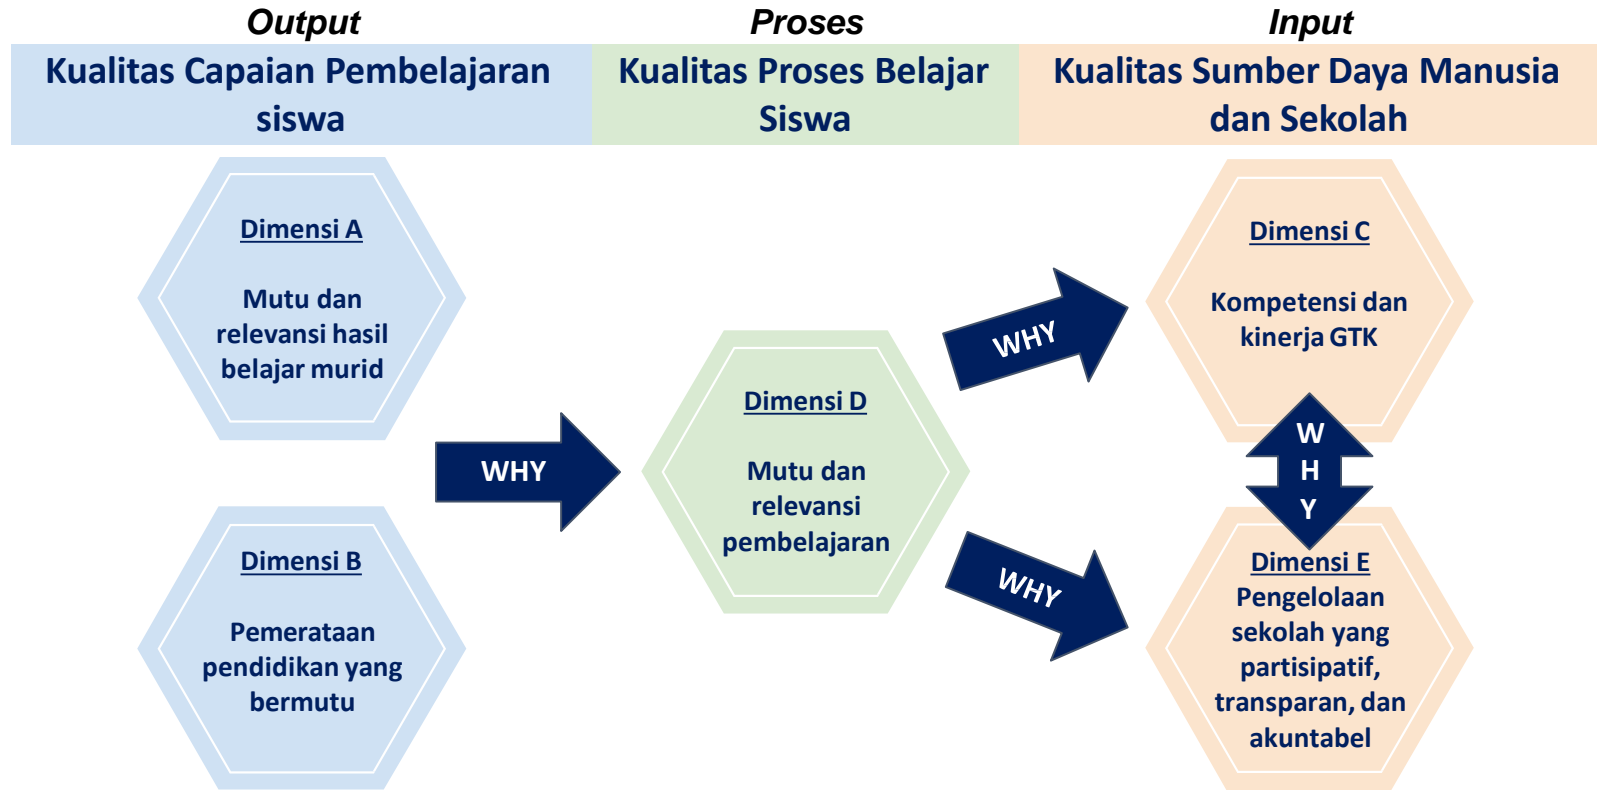 Output
Kualitas Capaian Pembelajaran
siswa
Proses
Kualitas Proses Belajar
Siswa
Input
Kualitas Sumber Daya Manusia
dan Sekolah
Dimensi A
Mutu dan
relevansi hasil
belajar murid
Dimensi B
Pemerataan
pendidikan yang
bermutu
WHY
Dimensi D
Mutu dan
relevansi
pembelajaran
WHY
WHY
Dimensi C
Kompetensi dan
kinerja GTK
W
H
Y
Dimensi E
Pengelolaan
sekolah yang
partisipatif,
transparan, dan
akuntabel